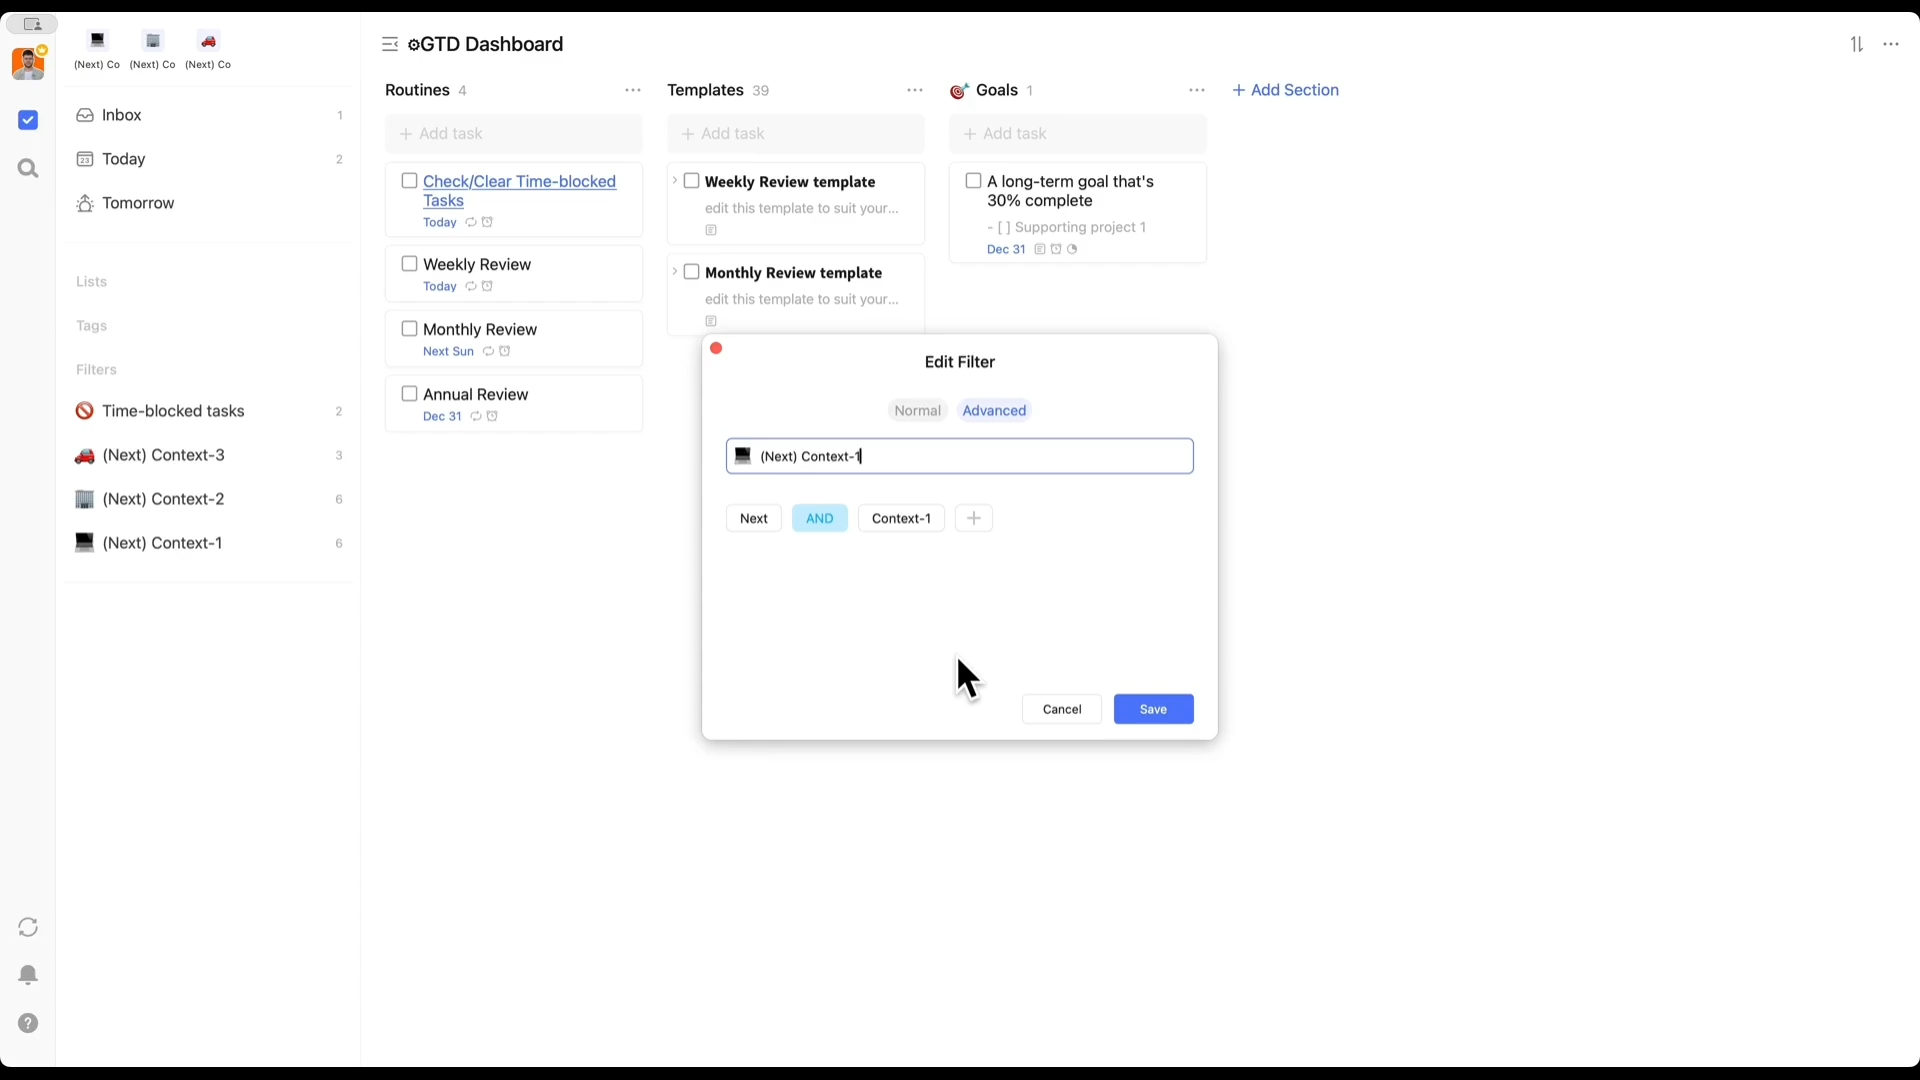 (Next) Co (Next) Co (Next) Co
Inbox 1
23 Today 2
Tomorrow
Lists
Tags
Filters
Time-blocked tasks 2
(Next) Context-3 3
(Next) Context-2 6
(Next) Context-1 6
GTD Dashboard
Routines 4
+ Add task
Check/Clear Time-blocked
Tasks
Today
Weekly Review
Today
Monthly Review
Next Sun
Annual Review
Dec 31
Templates 39
+ Add task
Weekly Review template
edit this template to suit your...
Monthly Review template
edit this template to suit your...
Goals 1
+ Add task
A long-term goal that's
30% complete
- [ ] Supporting project 1
Dec 31
+ Add Section
Edit Filter
Normal Advanced
(Next) Context-1
Next AND Context-1 +
Cancel Save
?